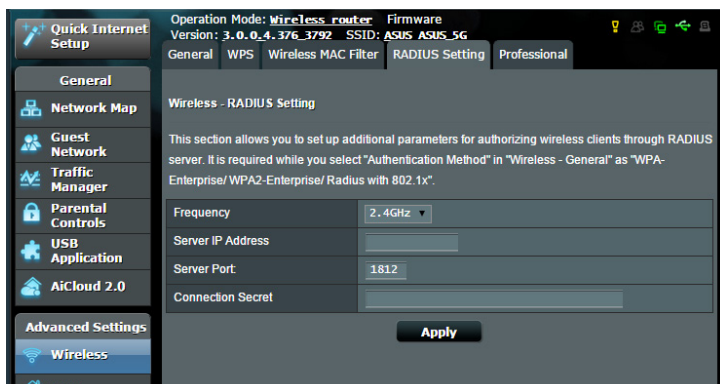 Quick Internet
Setup
General
Network Map
Guest
Network
Traffic
Manager
Parental
Controls
USB
Application
AiCloud 2.0
Advanced Settings
Wireless
Operation Mode: Wireless router Firmware
Version: 3.0.0.4.376_3792 SSID: ASUS ASUS_5G
General WPS Wireless MAC Filter RADIUS Setting Professional
Wireless - RADIUS Setting
This section allows you to set up additional parameters for authorizing wireless clients through RADIUS
server. It is required while you select "Authentication Method" in "Wireless - General" as "WPA-
Enterprise/ WPA2-Enterprise/ Radius with 802.1x".
Frequency 2.4GHz
Server IP Address
Server Port: 1812
Connection Secret
Apply